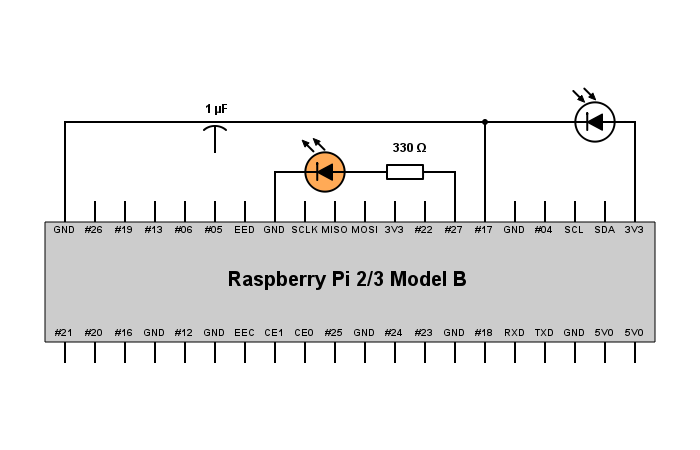 1 µF
330 Ω
GND #26 #19 #13 #06 #05 EED GND SCLK MISO MOSI 3V3 #22 #27 #17 GND #04 SCL SDA 3V3
Raspberry Pi 2/3 Model B
#21 #20 #16 GND #12 GND EEC CE1 CE0 #25 GND #24 #23 GND #18 RXD TXD GND 5V0 5V0